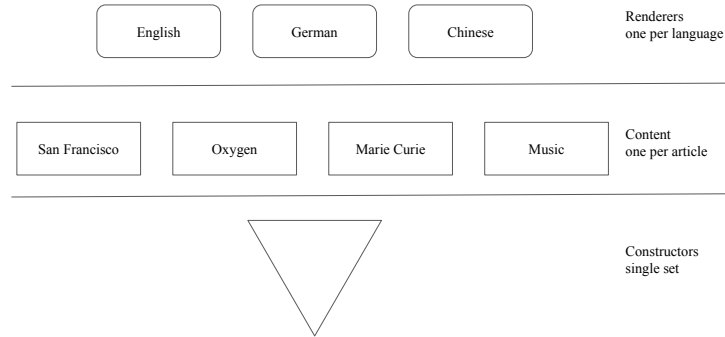 English
German
Chinese
Renderers
one per language
San Francisco
Oxygen
Marie Curie
Music
Content
one per article
Constructors
single set